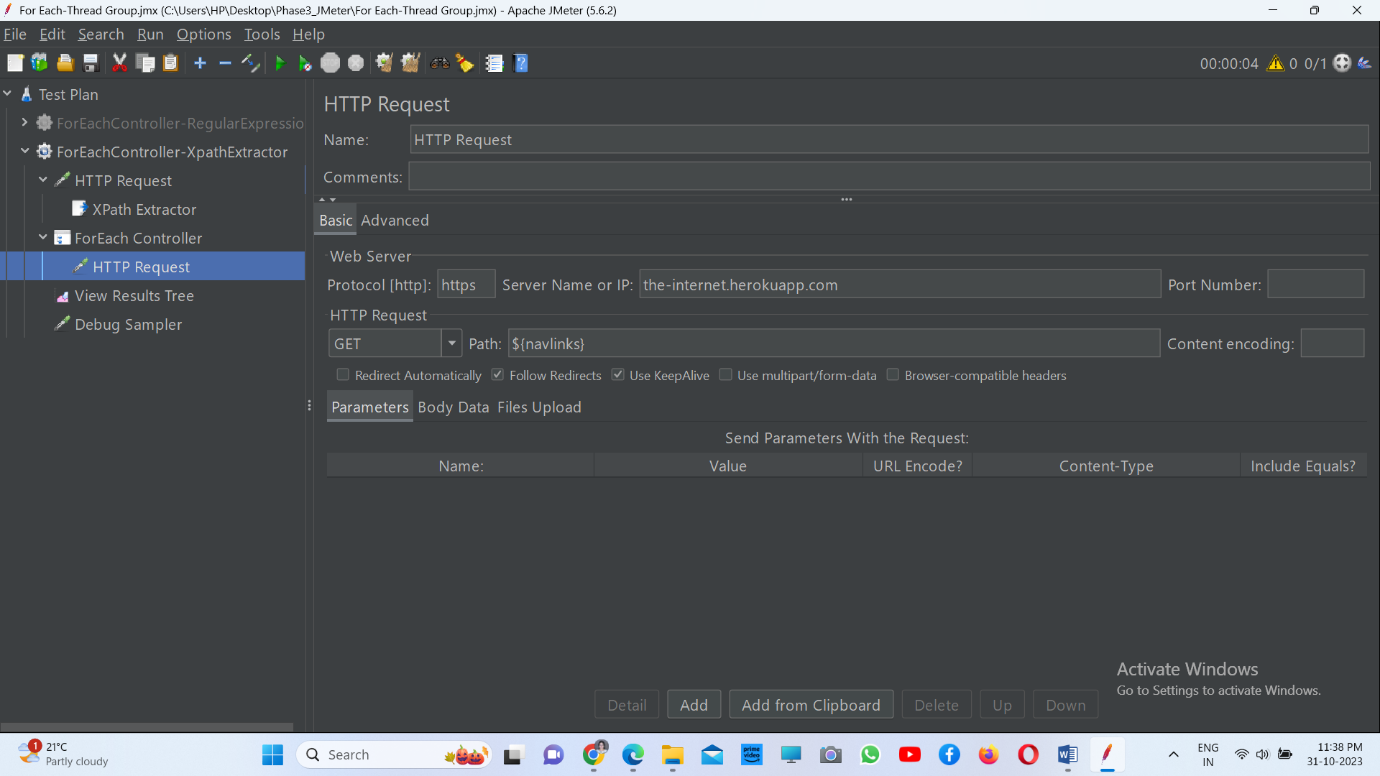 For Each-Thread Group.jmx (C:\Users\HP\Desktop\Phase3_JMeter\For Each-Thread Group.jmx) - Apache JMeter (5.6.2)
File Edit Search Run Options Tools Help
00:00:04 0 0/1
Test Plan
ForEachController-RegularExpressio
ForEachController-XpathExtractor
HTTP Request
XPath Extractor
ForEach Controller
HTTP Request
View Results Tree
Debug Sampler
HTTP Request
Name: HTTP Request
Comments:
Basic Advanced
Web Server
Protocol [http]: https Server Name or IP: the-internet.herokuapp.com Port Number:
HTTP Request
GET Path: ${navlinks} Content encoding:
Redirect Automatically Follow Redirects Use KeepAlive Use multipart/form-data Browser-compatible headers
Parameters Body Data Files Upload
Send Parameters With the Request:
Name: Value URL Encode? Content-Type Include Equals?
Activate Windows
Go to Settings to activate Windows.
Detail Add Add from Clipboard Delete Up Down
1 21°C
Partly cloudy
Search
prime video
ENG
IN
11:38 PM
31-10-2023